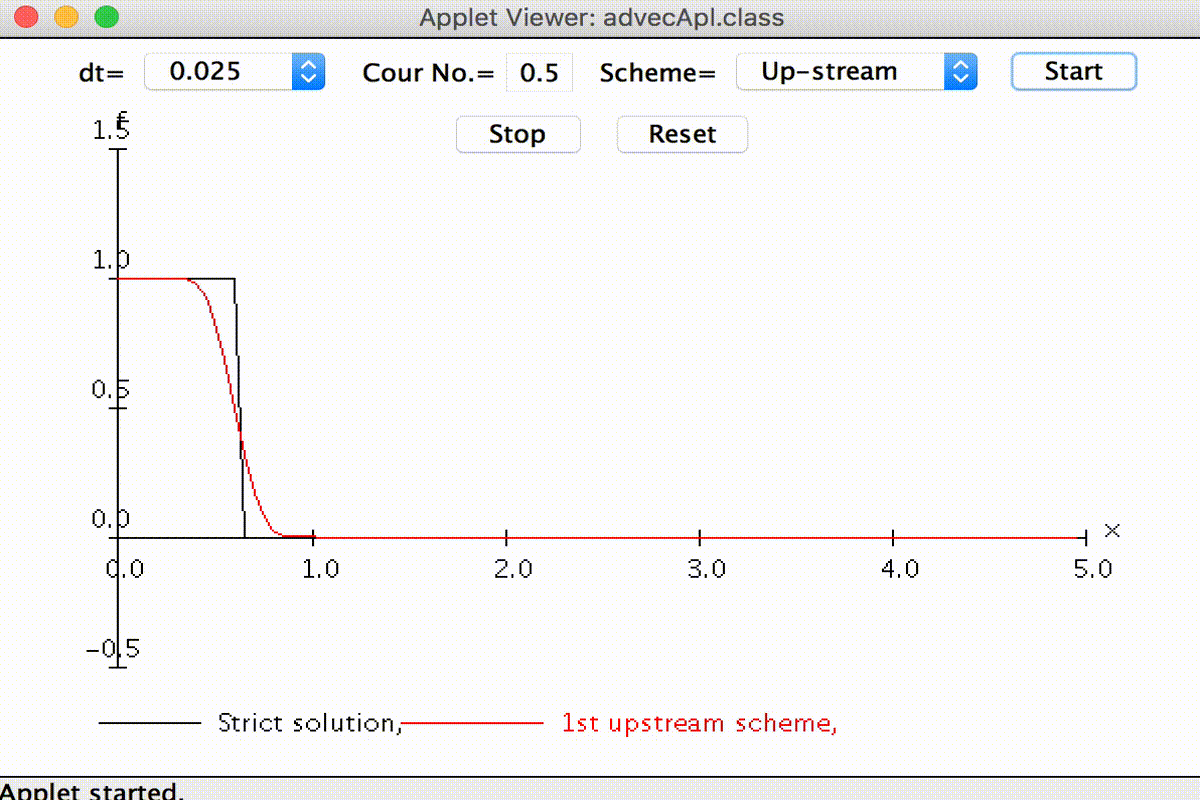 Applet Viewer: advecApl.class
dt= 0.025 Cour No.= 0.5 Scheme= Up-stream Start
Stop Reset
f
1.5
1.0
0.5
0.0
x
0.0 1.0 2.0 3.0 4.0 5.0
-0.5
Strict solution, 1st upstream scheme,
Applet started.